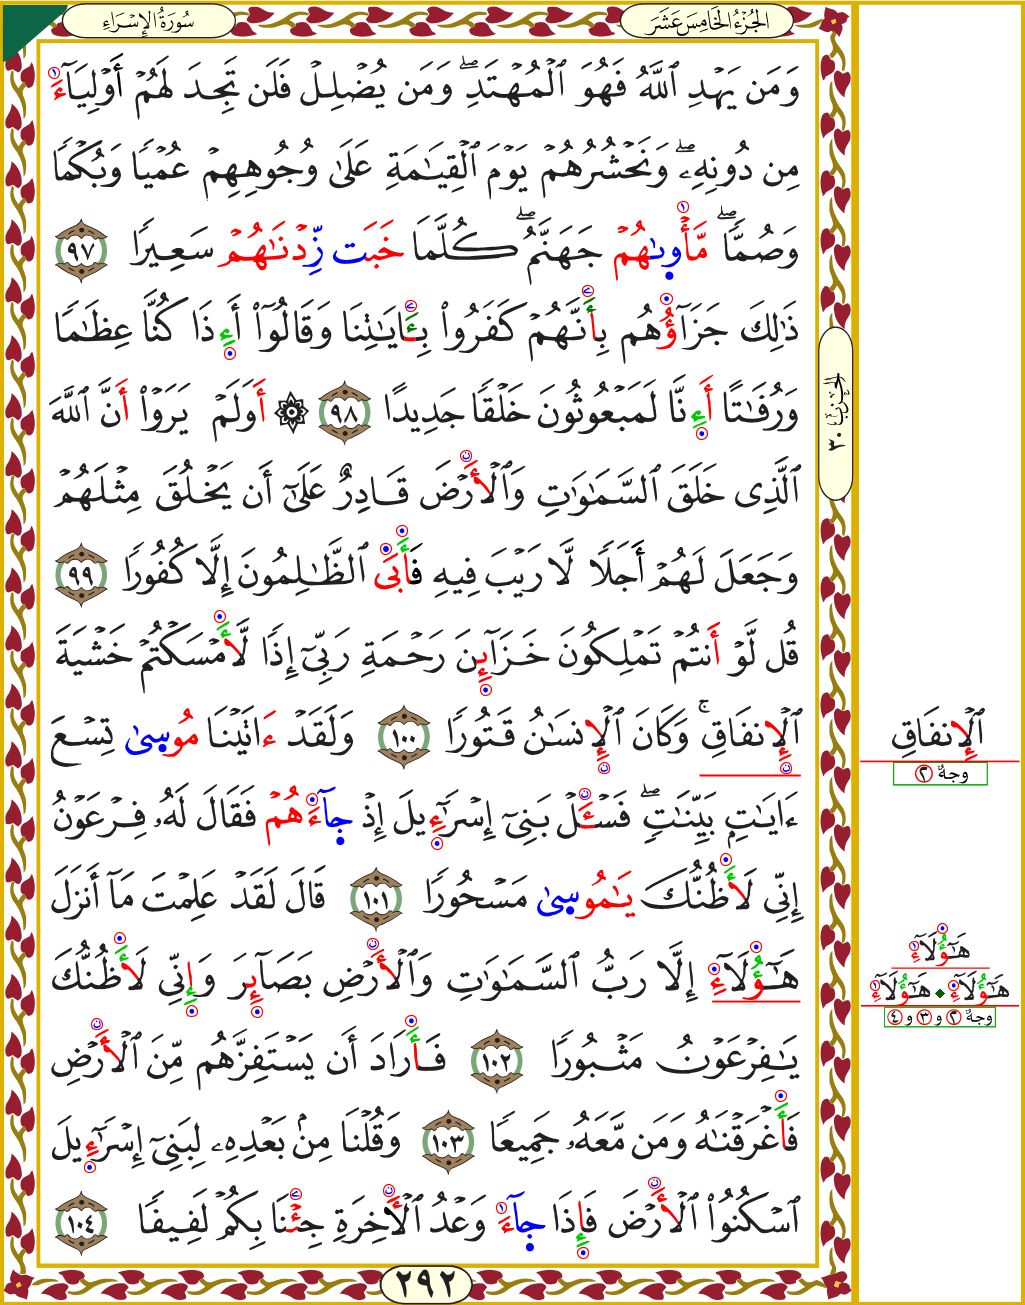 سُورَةُ الإِسْرَاءِ
الجُزْءُ الخَامِسَ عَشَرَ
وَمَن يَهْدِ ٱللَّهُ فَهُوَ ٱلْمُهْتَدِۖ وَمَن يُضْلِلْ فَلَن تَجِدَ لَهُمْ أَوْلِيَآءَ
مِن دُونِهِۦۖ وَنَحْشُرُهُمْ يَوْمَ ٱلْقِيَٰمَةِ عَلَىٰ وُجُوهِهِمْ عُمْيًا وَبُكْمًا
وَصُمًّاۖ مَّأْوَىٰهُمْ جَهَنَّمُۖ كُلَّمَا خَبَت زِّدْنَٰهُمْ سَعِيرًا ٩٧
ذَٰلِكَ جَزَآؤُهُم بِأَنَّهُمْ كَفَرُوا۟ بِـَٔايَٰتِنَا وَقَالُوٓا۟ أَءِذَا كُنَّا عِظَٰمًا
وَرُفَٰتًا أَءِنَّا لَمَبْعُوثُونَ خَلْقًا جَدِيدًا ٩٨ ۞ أَوَلَمْ يَرَوْا۟ أَنَّ ٱللَّهَ
ٱلَّذِى خَلَقَ ٱلسَّمَٰوَٰتِ وَٱلْأَرْضَ قَادِرٌ عَلَىٰٓ أَن يَخْلُقَ مِثْلَهُمْ
وَجَعَلَ لَهُمْ أَجَلًا لَّا رَيْبَ فِيهِ فَأَبَى ٱلظَّٰلِمُونَ إِلَّا كُفُورًا ٩٩
قُل لَّوْ أَنتُمْ تَمْلِكُونَ خَزَآئِنَ رَحْمَةِ رَبِّىٓ إِذًا لَّأَمْسَكْتُمْ خَشْيَةَ
ٱلْإِنفَاقِۚ وَكَانَ ٱلْإِنسَٰنُ قَتُورًا ١٠٠ وَلَقَدْ ءَاتَيْنَا مُوسَىٰ تِسْعَ
ءَايَٰتٍۭ بَيِّنَٰتٍۖ فَسْـَٔلْ بَنِىٓ إِسْرَٰٓءِيلَ إِذْ جَآءَهُمْ فَقَالَ لَهُۥ فِرْعَوْنُ
إِنِّى لَأَظُنُّكَ يَٰمُوسَىٰ مَسْحُورًا ١٠١ قَالَ لَقَدْ عَلِمْتَ مَآ أَنزَلَ
هَٰٓؤُلَآءِ إِلَّا رَبُّ ٱلسَّمَٰوَٰتِ وَٱلْأَرْضِ بَصَآئِرَ وَإِنِّى لَأَظُنُّكَ
يَٰفِرْعَوْنُ مَثْبُورًا ١٠٢ فَأَرَادَ أَن يَسْتَفِزَّهُم مِّنَ ٱلْأَرْضِ
فَأَغْرَقْنَٰهُ وَمَن مَّعَهُۥ جَمِيعًا ١٠٣ وَقُلْنَا مِنۢ بَعْدِهِۦ لِبَنِىٓ إِسْرَٰٓءِيلَ
ٱسْكُنُوا۟ ٱلْأَرْضَ فَإِذَا جَآءَ وَعْدُ ٱلْأَخِرَةِ جِئْنَا بِكُمْ لَفِيفًا ١٠٤
٢٩٢
الحِزْبُ ٣٠
ٱلْإِنفَاقِ
وجهٌ ٢
هَٰٓؤُلَآءِ
هَٰٓؤُلَآءِ ♦ هَٰٓؤُلَآءِ
وجهٌ ٢ و ٣ و ٤